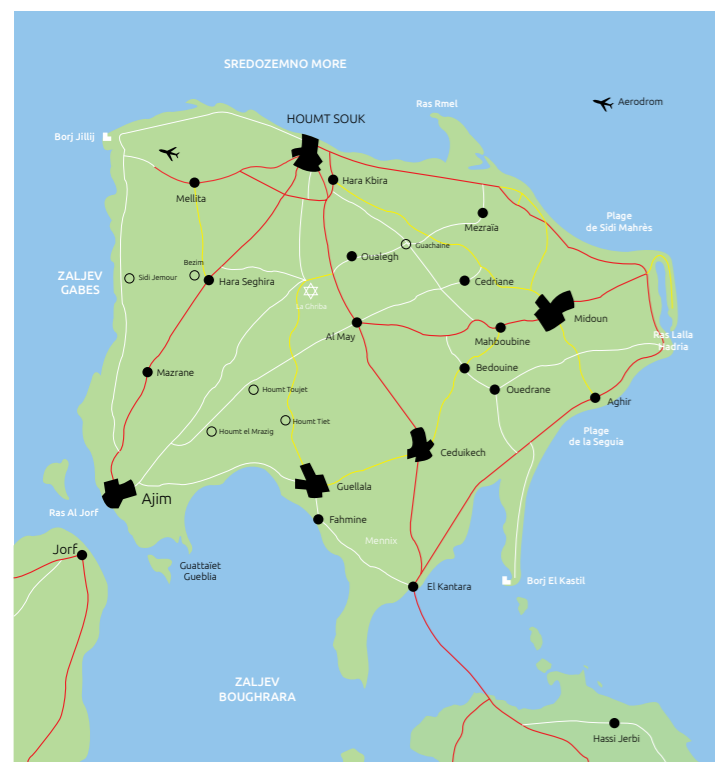 SREDOZEMNO MORE
Ras Rmel
Aerodrom
HOUMT SOUK
Borj Jillij
Hara Kbira
Mellita
Mezraïa
Plage
de Sidi Mahrès
Guachaine
Oualegh
Bezim
ZALJEV
GABES
Sidi Jemour
Hara Seghira
Cedriane
La Ghriba
Midoun
Al May
Mahboubine
Ras Lalla
Hadria
Mazrane
Bedouine
Houmt Toujet
Ouedrane
Aghir
Houmt Tiet
Houmt el Mrazig
Plage
de la Seguia
Ceduikech
Guellala
Ajim
Ras Al Jorf
Fahmine
Mennix
Jorf
Guattaïet
Gueblia
El Kantara
Borj El Kastil
ZALJEV
BOUGHRARA
Hassi Jerbi